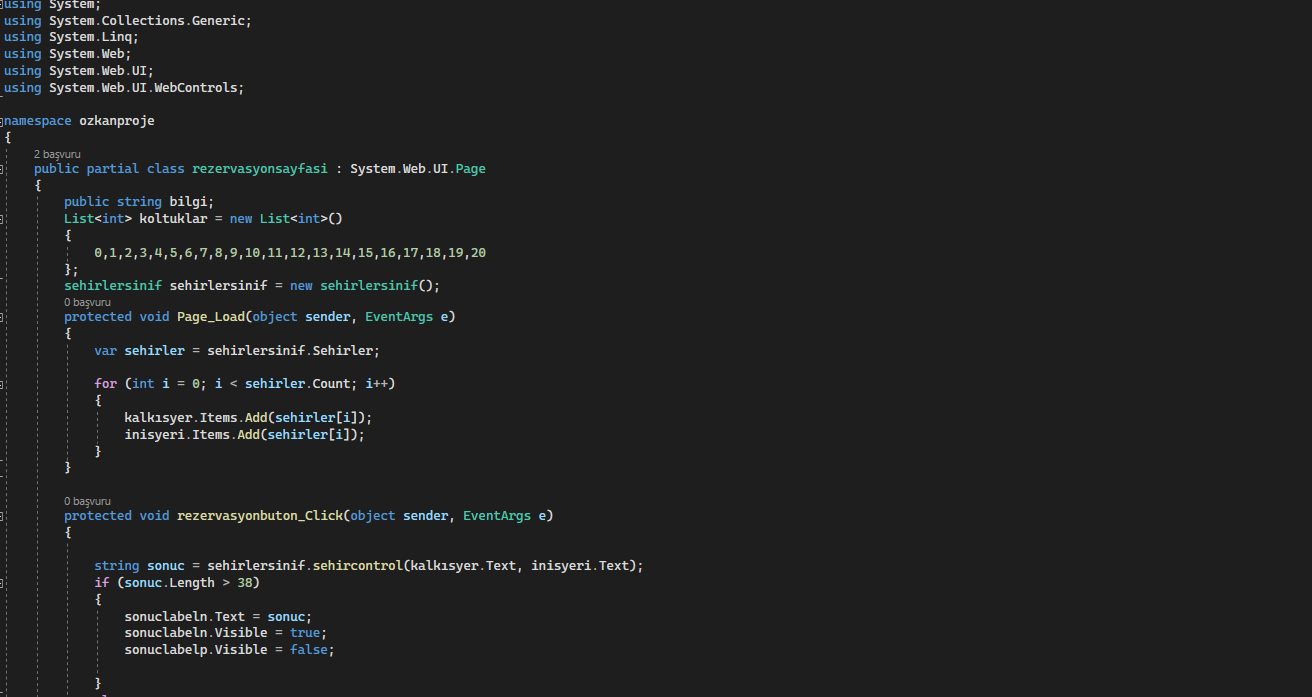 using System;
using System.Collections.Generic;
using System.Linq;
using System.Web;
using System.Web.UI;
using System.Web.UI.WebControls;
namespace ozkanproje
{
2 başvuru
public partial class rezervasyonsayfasi : System.Web.UI.Page
{
public string bilgi;
List<int> koltuklar = new List<int>()
{
0,1,2,3,4,5,6,7,8,9,10,11,12,13,14,15,16,17,18,19,20
};
sehirlersinif sehirlersinif = new sehirlersinif();
0 başvuru
protected void Page_Load(object sender, EventArgs e)
{
var sehirler = sehirlersinif.Sehirler;
for (int i = 0; i < sehirler.Count; i++)
{
kalkısyer.Items.Add(sehirler[i]);
inisyeri.Items.Add(sehirler[i]);
}
}
0 başvuru
protected void rezervasyonbuton_Click(object sender, EventArgs e)
{
string sonuc = sehirlersinif.sehircontrol(kalkısyer.Text, inisyeri.Text);
if (sonuc.Length > 38)
{
sonuclabeln.Text = sonuc;
sonuclabeln.Visible = true;
sonuclabelp.Visible = false;
}